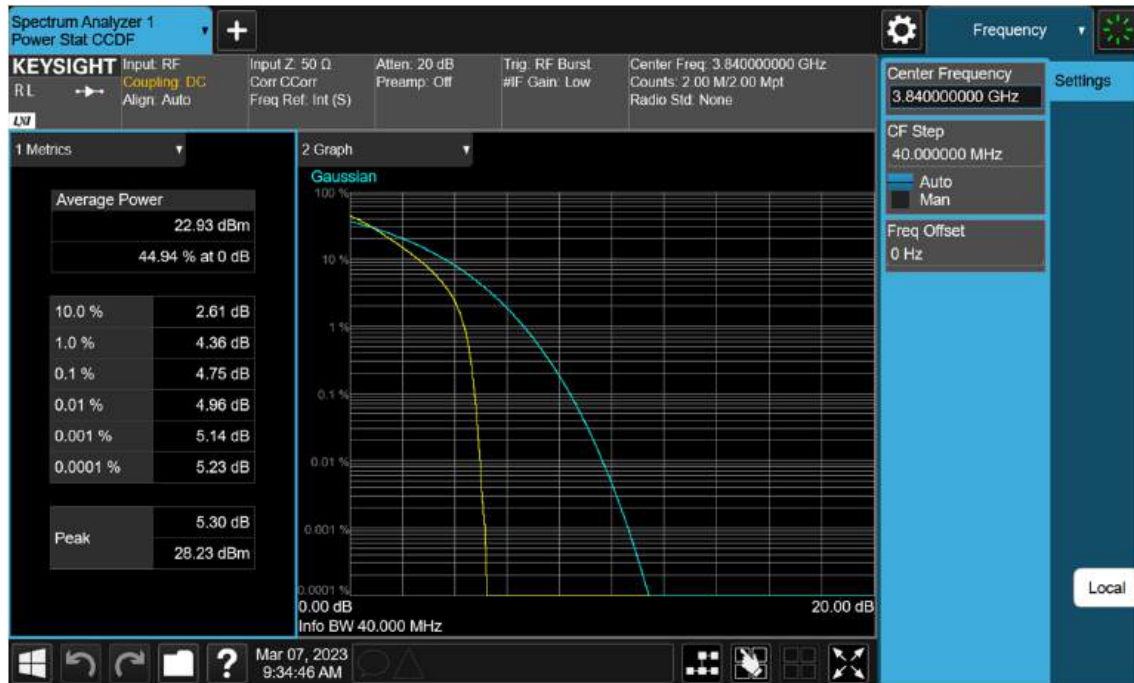 Spectrum Analyzer 1
Power Stat CCDF
Frequency
KEYSIGHT
Input: RF
Coupling: DC
Align: Auto
Input Z: 50 Ω
Corr CCorr
Freq Ref: Int (S)
Atten: 20 dB
Preamp: Off
Trig: RF Burst
#IF Gain: Low
Center Freq: 3.840000000 GHz
Counts: 2.00 M/2.00 Mpt
Radio Std: None
RL
LXI
Center Frequency
3.840000000 GHz
Settings
CF Step
40.000000 MHz
Auto
Man
Freq Offset
0 Hz
1 Metrics
Average Power
22.93 dBm
44.94 % at 0 dB
10.0 % 2.61 dB
1.0 % 4.36 dB
0.1 % 4.75 dB
0.01 % 4.96 dB
0.001 % 5.14 dB
0.0001 % 5.23 dB
Peak
5.30 dB
28.23 dBm
2 Graph
Gaussian
100 %
10 %
1 %
0.1 %
0.01 %
0.001 %
0.0001 %
0.00 dB
20.00 dB
Info BW 40.000 MHz
Local
?
Mar 07, 2023
9:34:46 AM